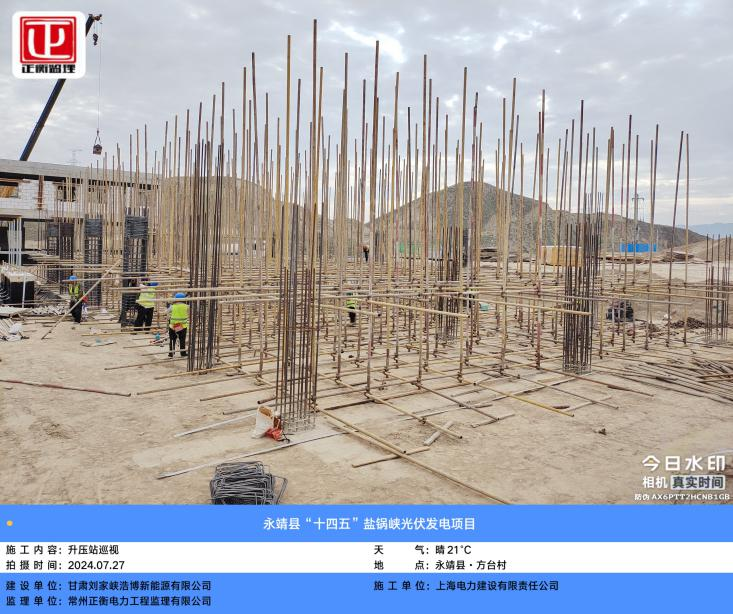 正衡监理
今日水印
相机 真实时间
防伪 AX6PTT2HCNB1GB
永靖县“十四五”盐锅峡光伏发电项目
施工内容：升压站巡视
天气：晴 21℃
拍摄时间：2024.07.27
地点：永靖县·方台村
建设单位：甘肃刘家峡浩博新能源有限公司
施工单位：上海电力建设有限责任公司
监理单位：常州正衡电力工程监理有限公司